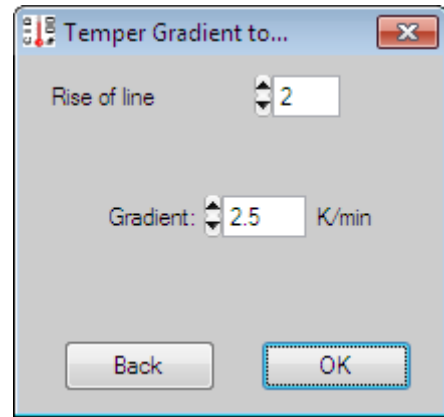 Temper Gradient to...
Rise of line 2
Gradient: 2.5 K/min
Back OK